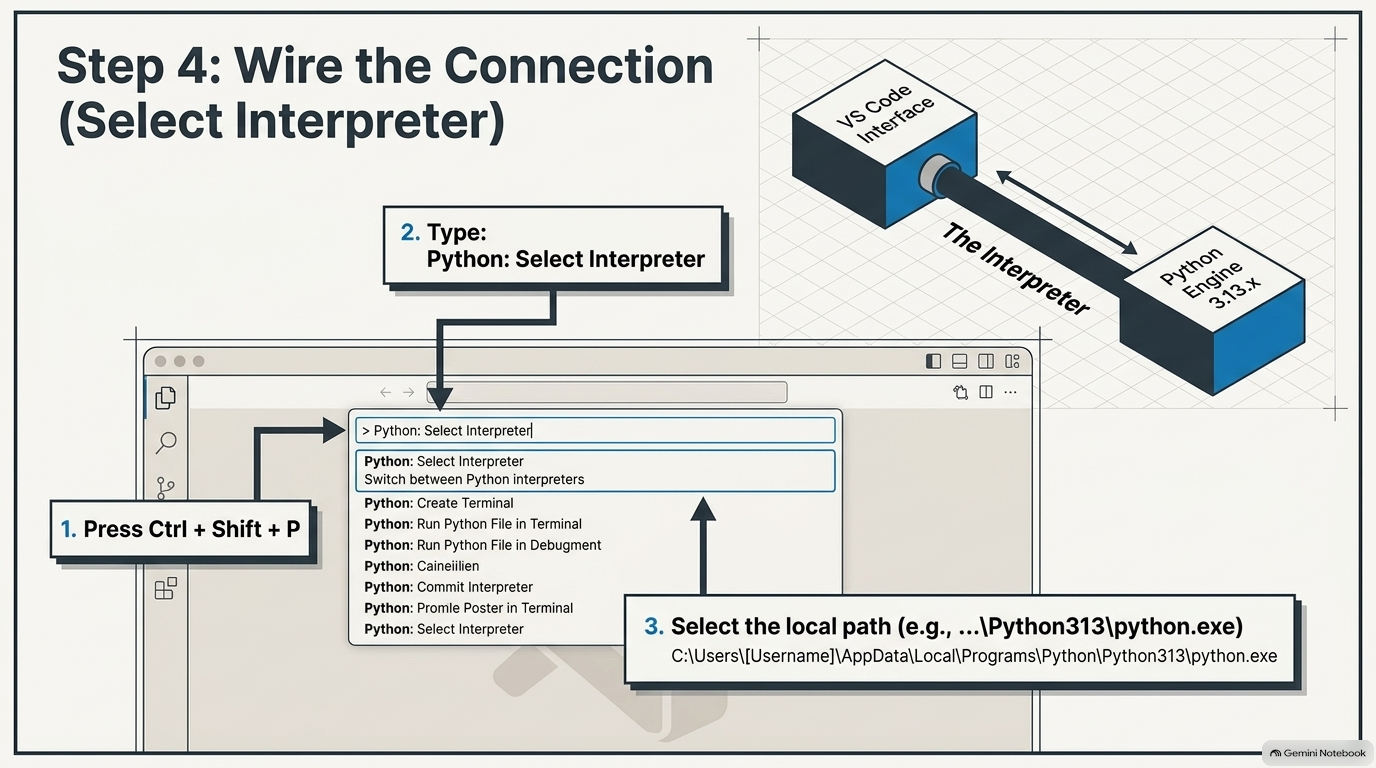 Step 4: Wire the Connection
(Select Interpreter)
VS Code
Interface
The Interpreter
Python
Engine
3.13.x
2. Type:
Python: Select Interpreter
1. Press Ctrl + Shift + P
> Python: Select Interpreter
Python: Select Interpreter
Switch between Python interpreters
Python: Create Terminal
Python: Run Python File in Terminal
Python: Run Python File in Debugment
Python: Caineiilien
Python: Commit Interpreter
Python: Promle Poster in Terminal
Python: Select Interpreter
3. Select the local path (e.g., ...\Python313\python.exe)
C:\Users\[Username]\AppData\Local\Programs\Python\Python313\python.exe
Gemini Notebook